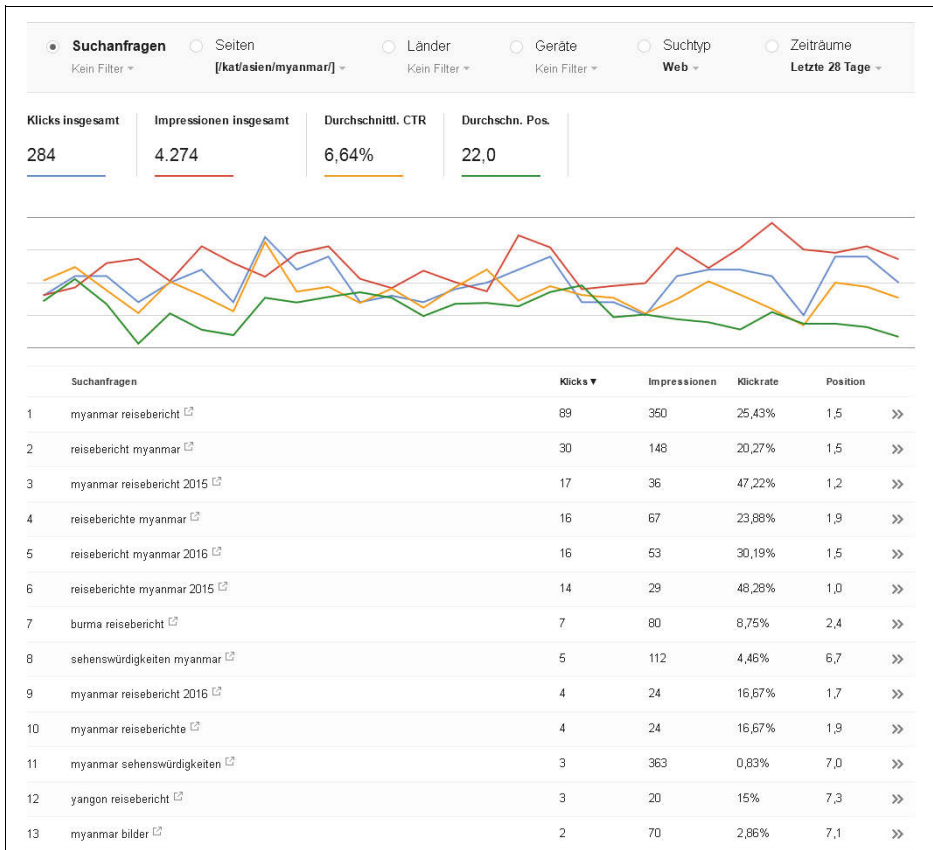 Suchanfragen Seiten Länder Geräte Suchtyp Zeiträume
Kein Filter [/kat/asien/myanmar/] Kein Filter Kein Filter Web Letzte 28 Tage
Klicks insgesamt Impressionen insgesamt Durchschnittl. CTR Durchschn. Pos.
284 4.274 6,64% 22,0
Suchanfragen Klicks▼ Impressionen Klickrate Position
1 myanmar reisebericht 89 350 25,43% 1,5 »
2 reisebericht myanmar 30 148 20,27% 1,5 »
3 myanmar reisebericht 2015 17 36 47,22% 1,2 »
4 reiseberichte myanmar 16 67 23,88% 1,9 »
5 reisebericht myanmar 2016 16 53 30,19% 1,5 »
6 reiseberichte myanmar 2015 14 29 48,28% 1,0 »
7 burma reisebericht 7 80 8,75% 2,4 »
8 sehenswürdigkeiten myanmar 5 112 4,46% 6,7 »
9 myanmar reisebericht 2016 4 24 16,67% 1,7 »
10 myanmar reiseberichte 4 24 16,67% 1,9 »
11 myanmar sehenswürdigkeiten 3 363 0,83% 7,0 »
12 yangon reisebericht 3 20 15% 7,3 »
13 myanmar bilder 2 70 2,86% 7,1 »